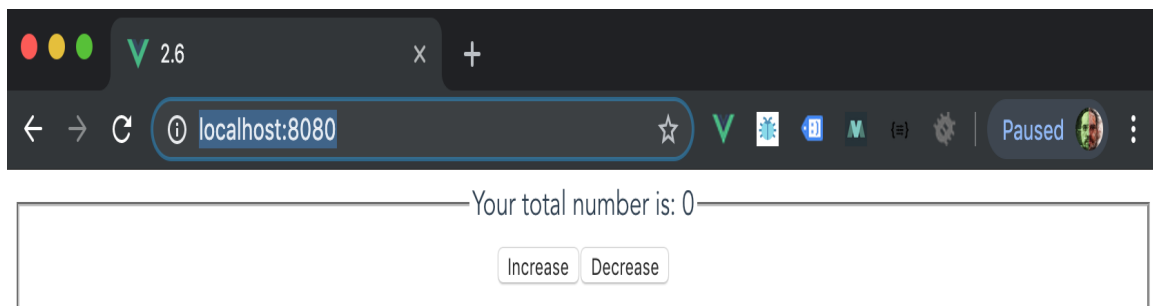 2.6
localhost:8080
Paused
Your total number is: 0
Increase Decrease